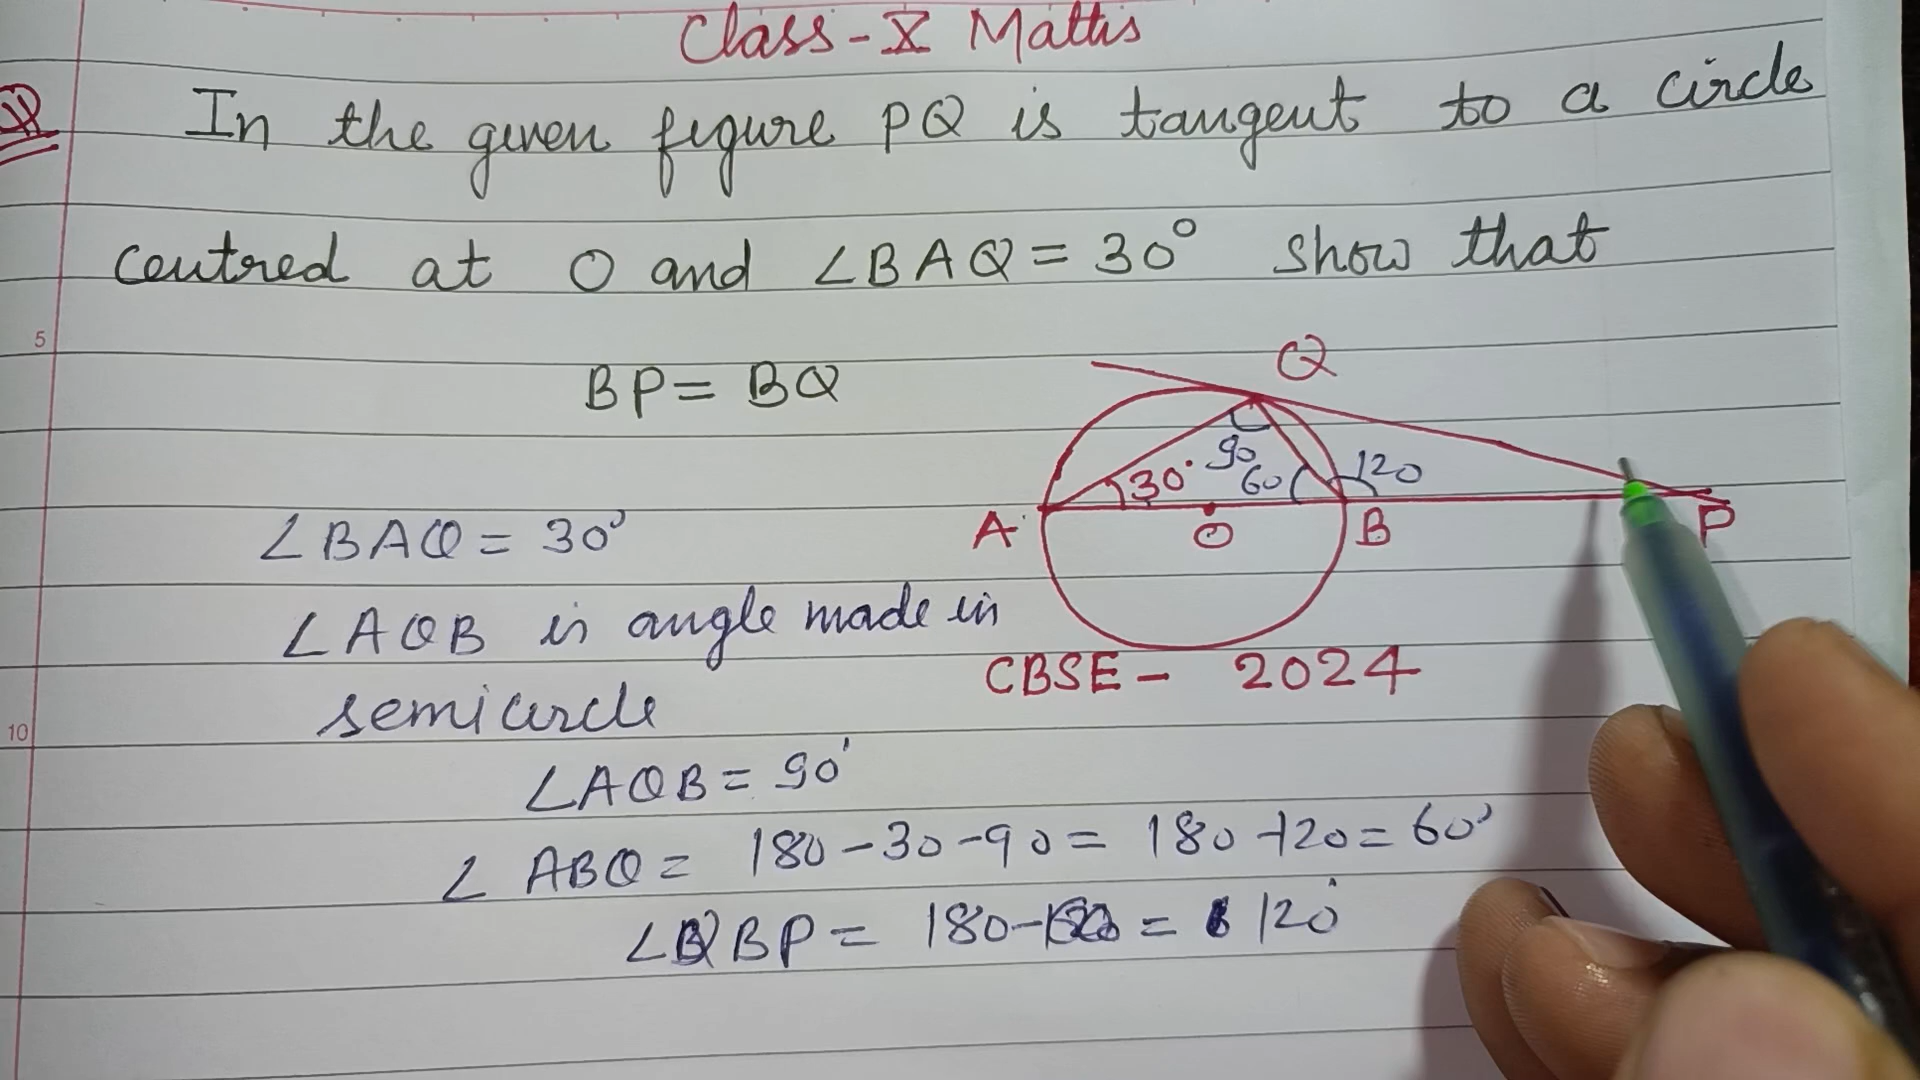 Class - X Maths
Q
In the given figure PQ is tangent to a circle
centred at O and ∠BAQ = 30° show that
5
BP = BQ
Q
90
30°
60
120
A
O
B
P
∠BAQ = 30°
∠AQB is angle made in
CBSE - 2024
semicircle
10
∠AQB = 90°
∠ABQ = 180-30-90 = 180-120 = 60°
∠QBP = 180-60 = 120°